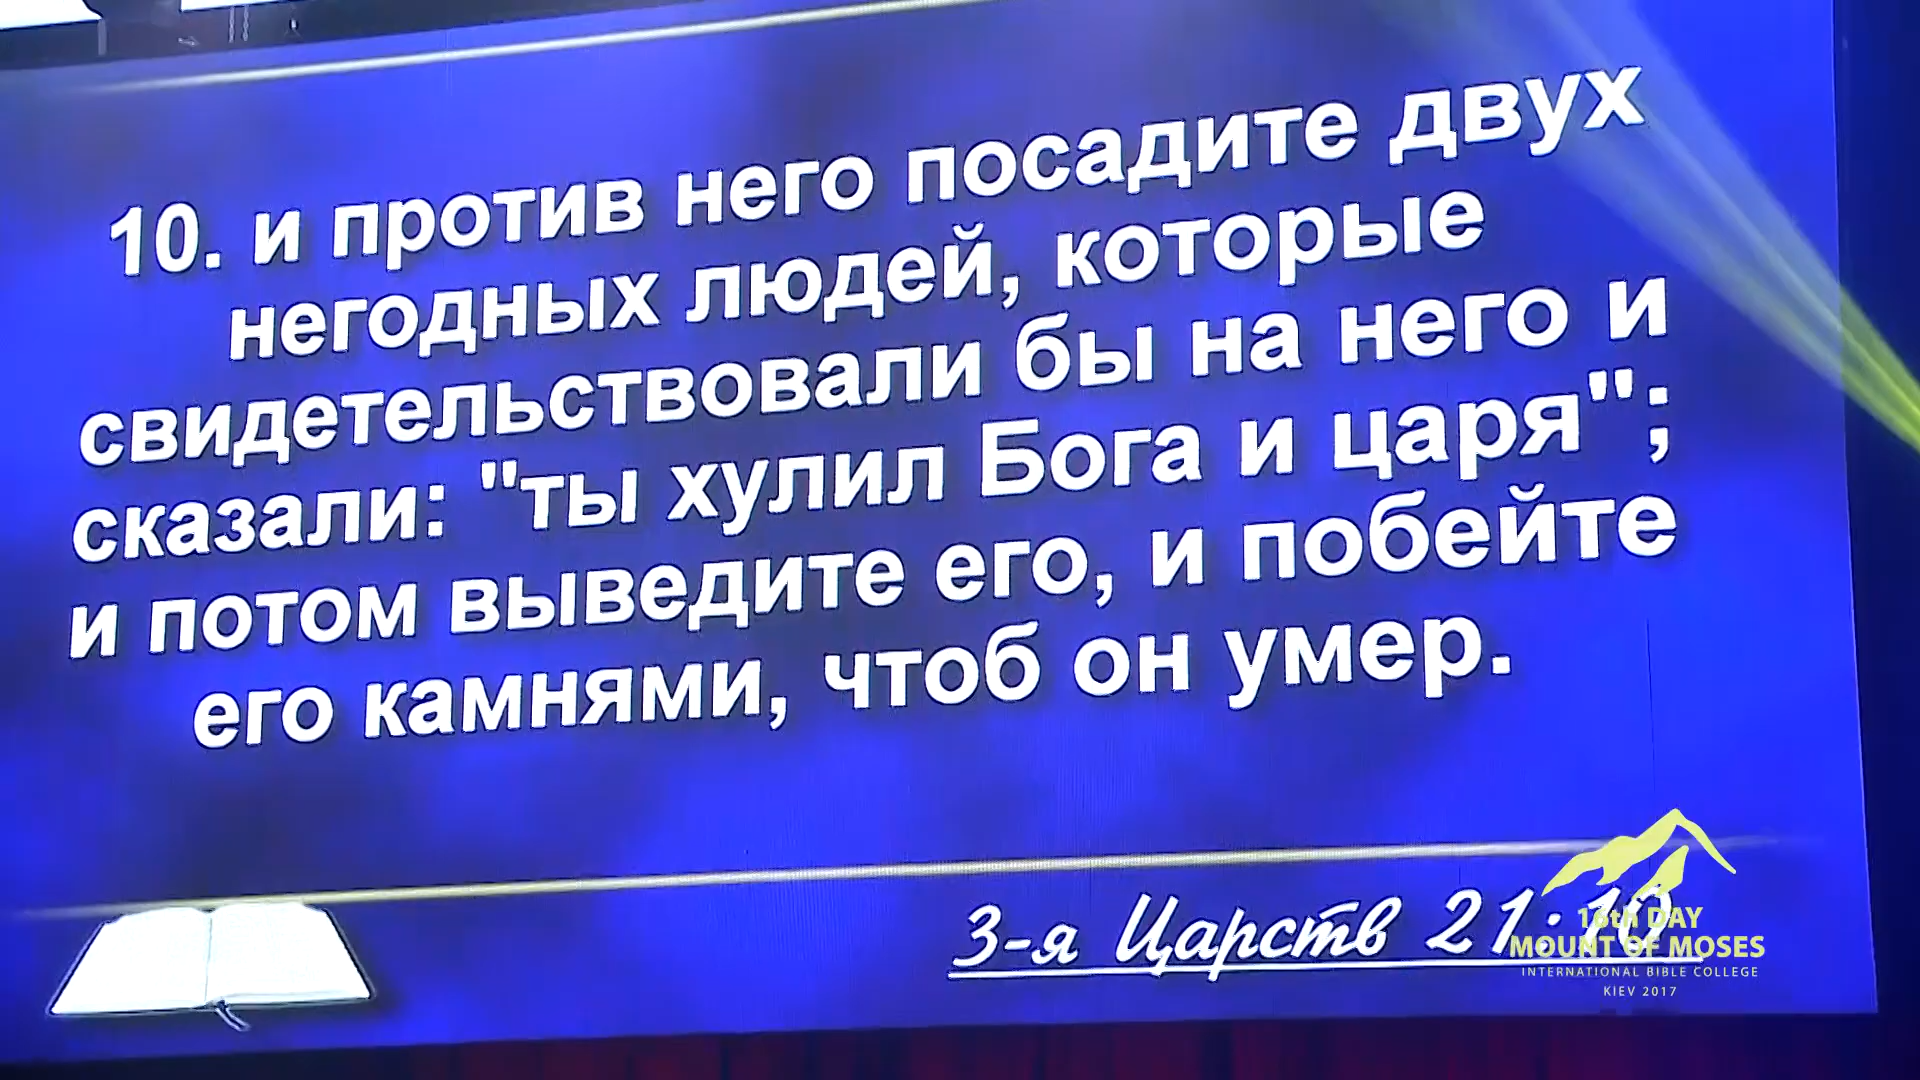 10. и против него посадите двух
негодных людей, которые
свидетельствовали бы на него и
сказали: "ты хулил Бога и царя";
и потом выведите его, и побейте
его камнями, чтоб он умер.
3-я Царств 21:10
16th DAY
MOUNT OF MOSES
INTERNATIONAL BIBLE COLLEGE
KIEV 2017